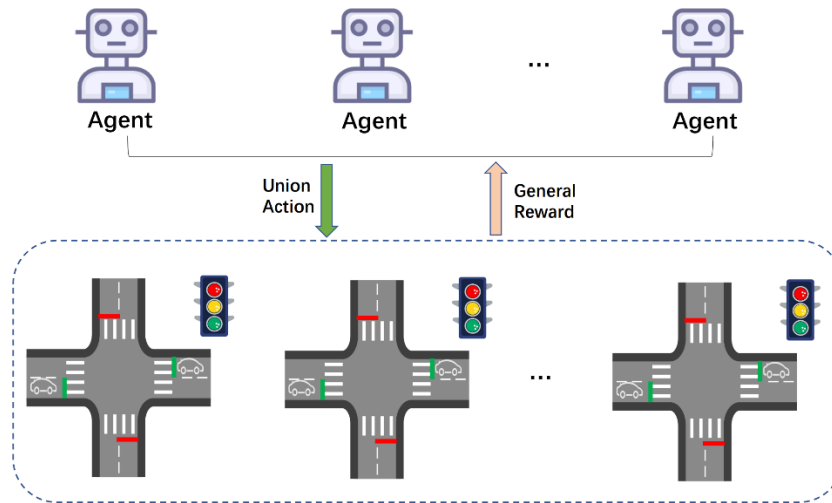 ...
Agent
Agent
Agent
Union
Action
General
Reward
...